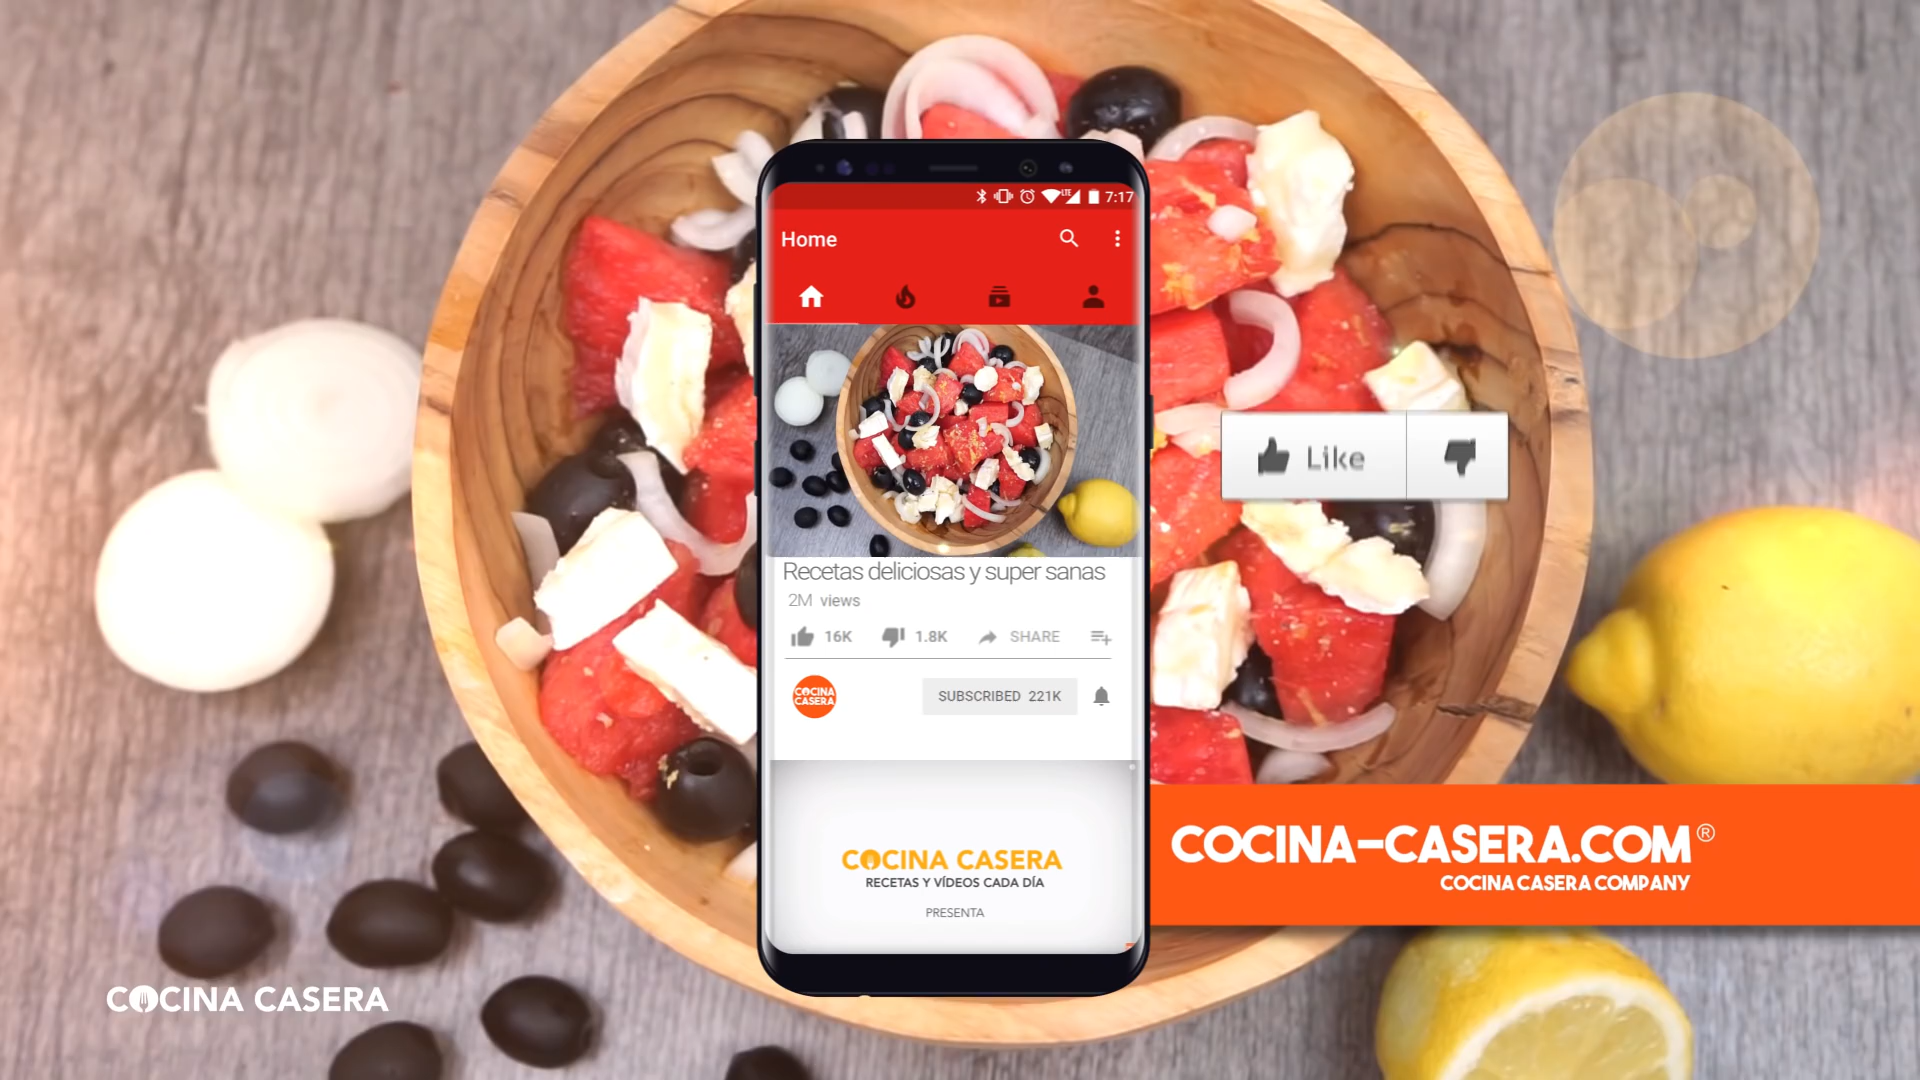 LTE 7:17
Home
Like
Recetas deliciosas y super sanas
2M views
16K 1.8K SHARE
COCINA
CASERA
SUBSCRIBED 221K
COCINA-CASERA.COM®
COCINA CASERA COMPANY
COCINA CASERA
RECETAS Y VÍDEOS CADA DÍA
PRESENTA
COCINA CASERA